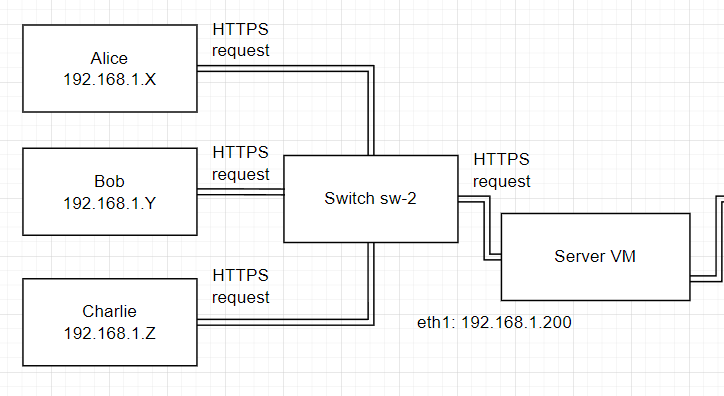 HTTPS
request
Alice
192.168.1.X
HTTPS
request
Bob
192.168.1.Y
Switch sw-2
HTTPS
request
Server VM
HTTPS
request
Charlie
192.168.1.Z
eth1: 192.168.1.200